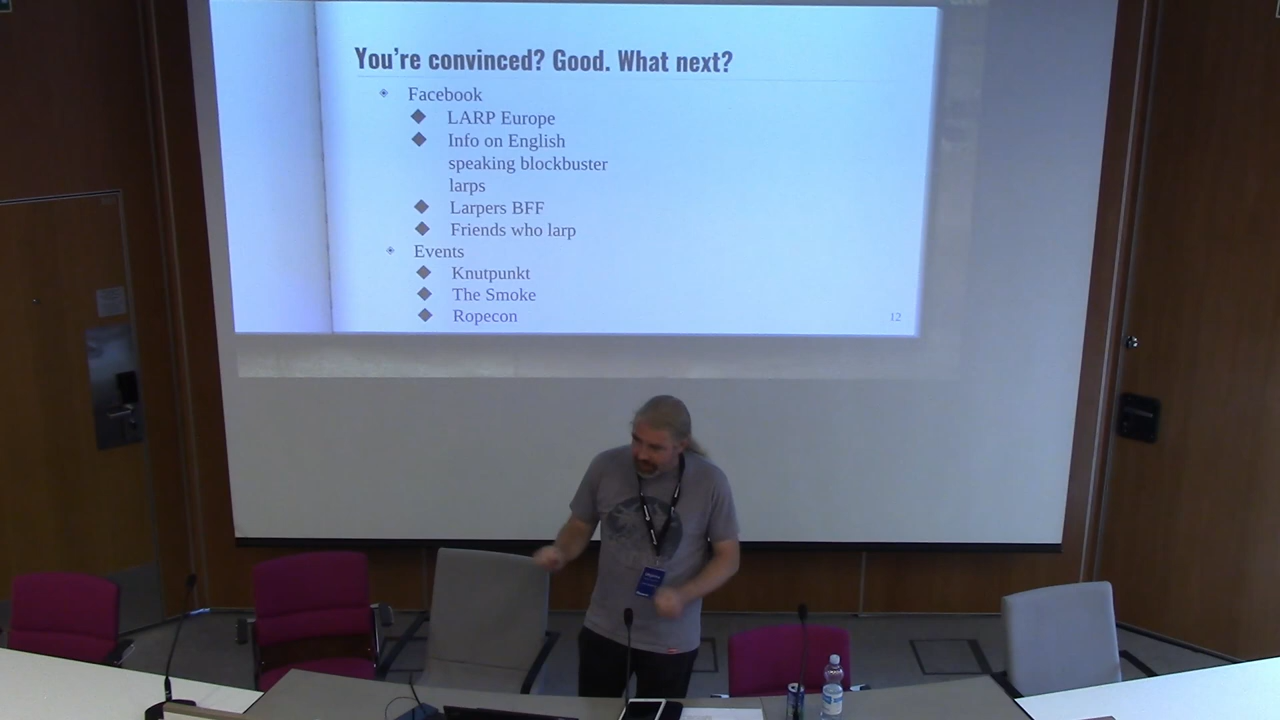 You're convinced? Good. What next?
Facebook
LARP Europe
Info on English
speaking blockbuster
larps
Larpers BFF
Friends who larp
Events
Knutpunkt
The Smoke
Ropecon
12